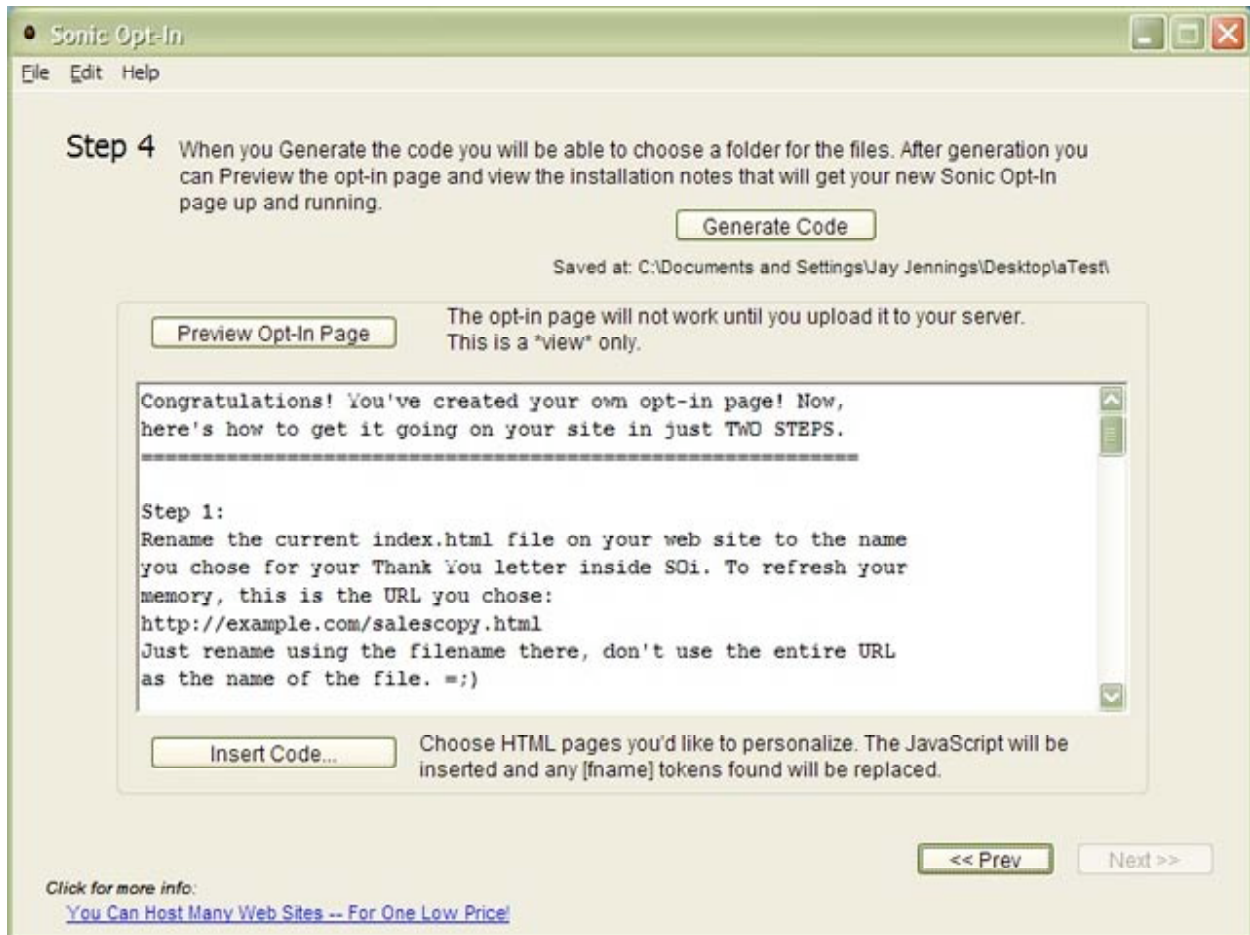 Sonic Opt-In
File Edit Help
Step 4
When you Generate the code you will be able to choose a folder for the files. After generation you
can Preview the opt-in page and view the installation notes that will get your new Sonic Opt-In
page up and running.
Generate Code
Saved at: C:\Documents and Settings\Jay Jennings\Desktop\aTest\
Preview Opt-In Page
The opt-in page will not work until you upload it to your server.
This is a *view* only.
Congratulations! You've created your own opt-in page! Now,
here's how to get it going on your site in just TWO STEPS.
============================================================
Step 1:
Rename the current index.html file on your web site to the name
you chose for your Thank You letter inside SOi. To refresh your
memory, this is the URL you chose:
http://example.com/salescopy.html
Just rename using the filename there, don't use the entire URL
as the name of the file. =;)
Insert Code...
Choose HTML pages you'd like to personalize. The JavaScript will be
inserted and any [fname] tokens found will be replaced.
<< Prev
Next >>
Click for more info:
You Can Host Many Web Sites -- For One Low Price!